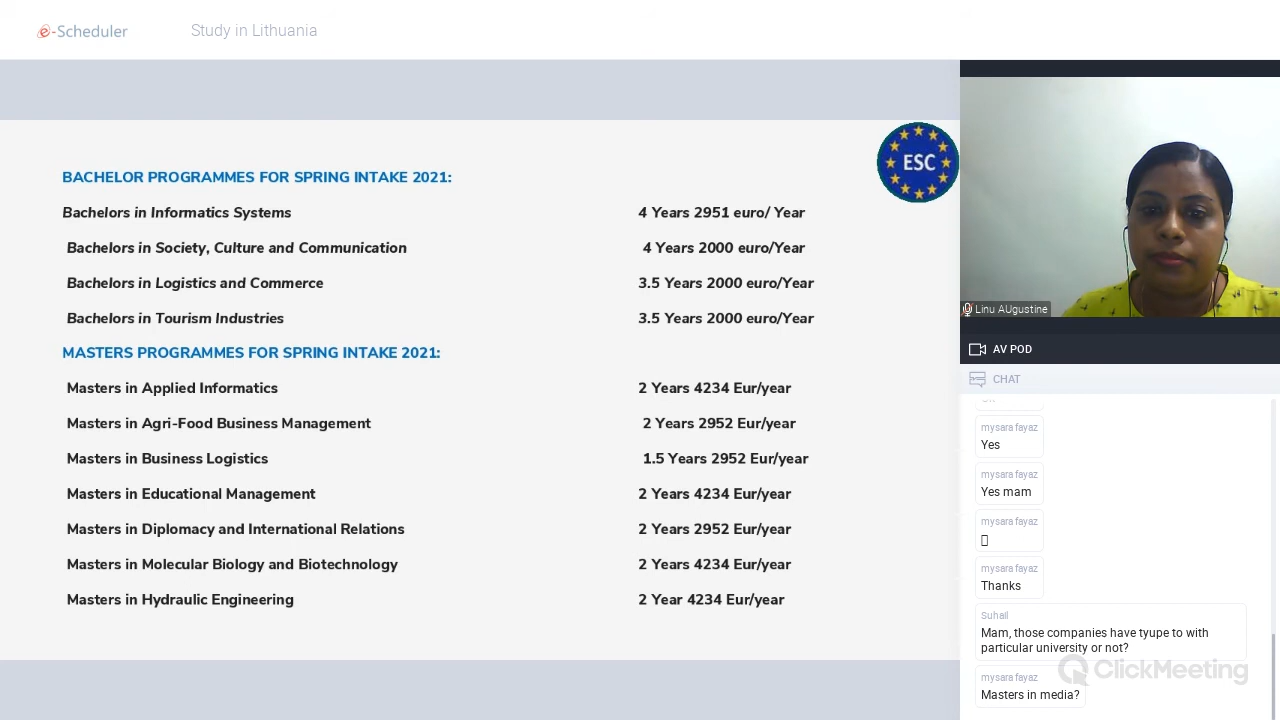 e-Scheduler
Study in Lithuania
ESC
BACHELOR PROGRAMMES FOR SPRING INTAKE 2021:
Bachelors in Informatics Systems 4 Years 2951 euro/ Year
Bachelors in Society, Culture and Communication 4 Years 2000 euro/Year
Bachelors in Logistics and Commerce 3.5 Years 2000 euro/Year
Bachelors in Tourism Industries 3.5 Years 2000 euro/Year
MASTERS PROGRAMMES FOR SPRING INTAKE 2021:
Masters in Applied Informatics 2 Years 4234 Eur/year
Masters in Agri-Food Business Management 2 Years 2952 Eur/year
Masters in Business Logistics 1.5 Years 2952 Eur/year
Masters in Educational Management 2 Years 4234 Eur/year
Masters in Diplomacy and International Relations 2 Years 2952 Eur/year
Masters in Molecular Biology and Biotechnology 2 Years 4234 Eur/year
Masters in Hydraulic Engineering 2 Year 4234 Eur/year
Linu AUgustine
AV POD
CHAT
mysara fayaz
Yes
mysara fayaz
Yes mam
mysara fayaz
mysara fayaz
Thanks
Suhail
Mam, those companies have tyupe to with
particular university or not?
mysara fayaz
Masters in media?
ClickMeeting